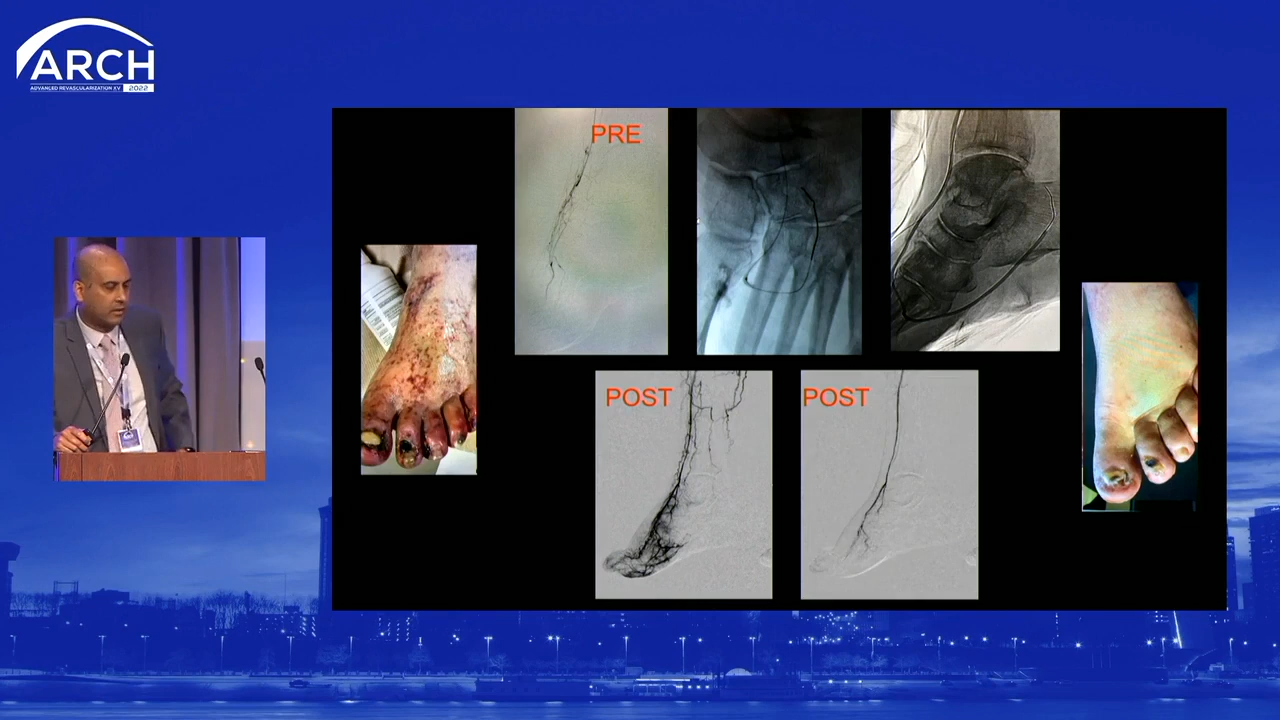 ARCH
ADVANCED REVASCULARIZATION XV 2022
PRE
POST
POST